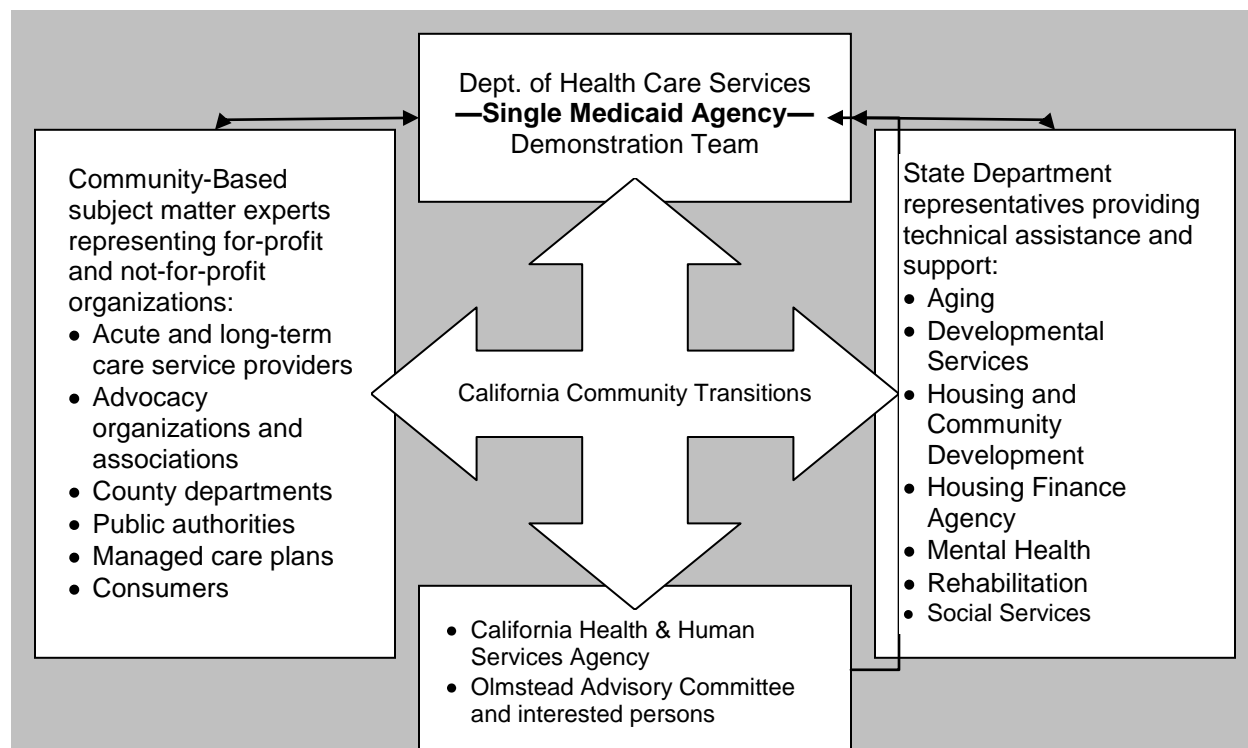 Dept. of Health Care Services
—Single Medicaid Agency—
Demonstration Team
Community-Based
subject matter experts
representing for-profit
and not-for-profit
organizations:
• Acute and long-term
care service providers
• Advocacy
organizations and
associations
• County departments
• Public authorities
• Managed care plans
• Consumers
California Community Transitions
State Department
representatives providing
technical assistance and
support:
• Aging
• Developmental
Services
• Housing and
Community
Development
• Housing Finance
Agency
• Mental Health
• Rehabilitation
• Social Services
• California Health & Human
Services Agency
• Olmstead Advisory Committee
and interested persons